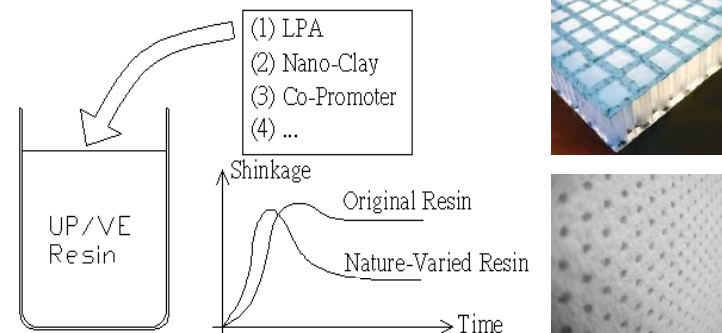 (1) LPA
(2) Nano-Clay
(3) Co-Promoter
(4) ...
Shinkage
Original Resin
UP/VE
Resin
Nature-Varied Resin
Time